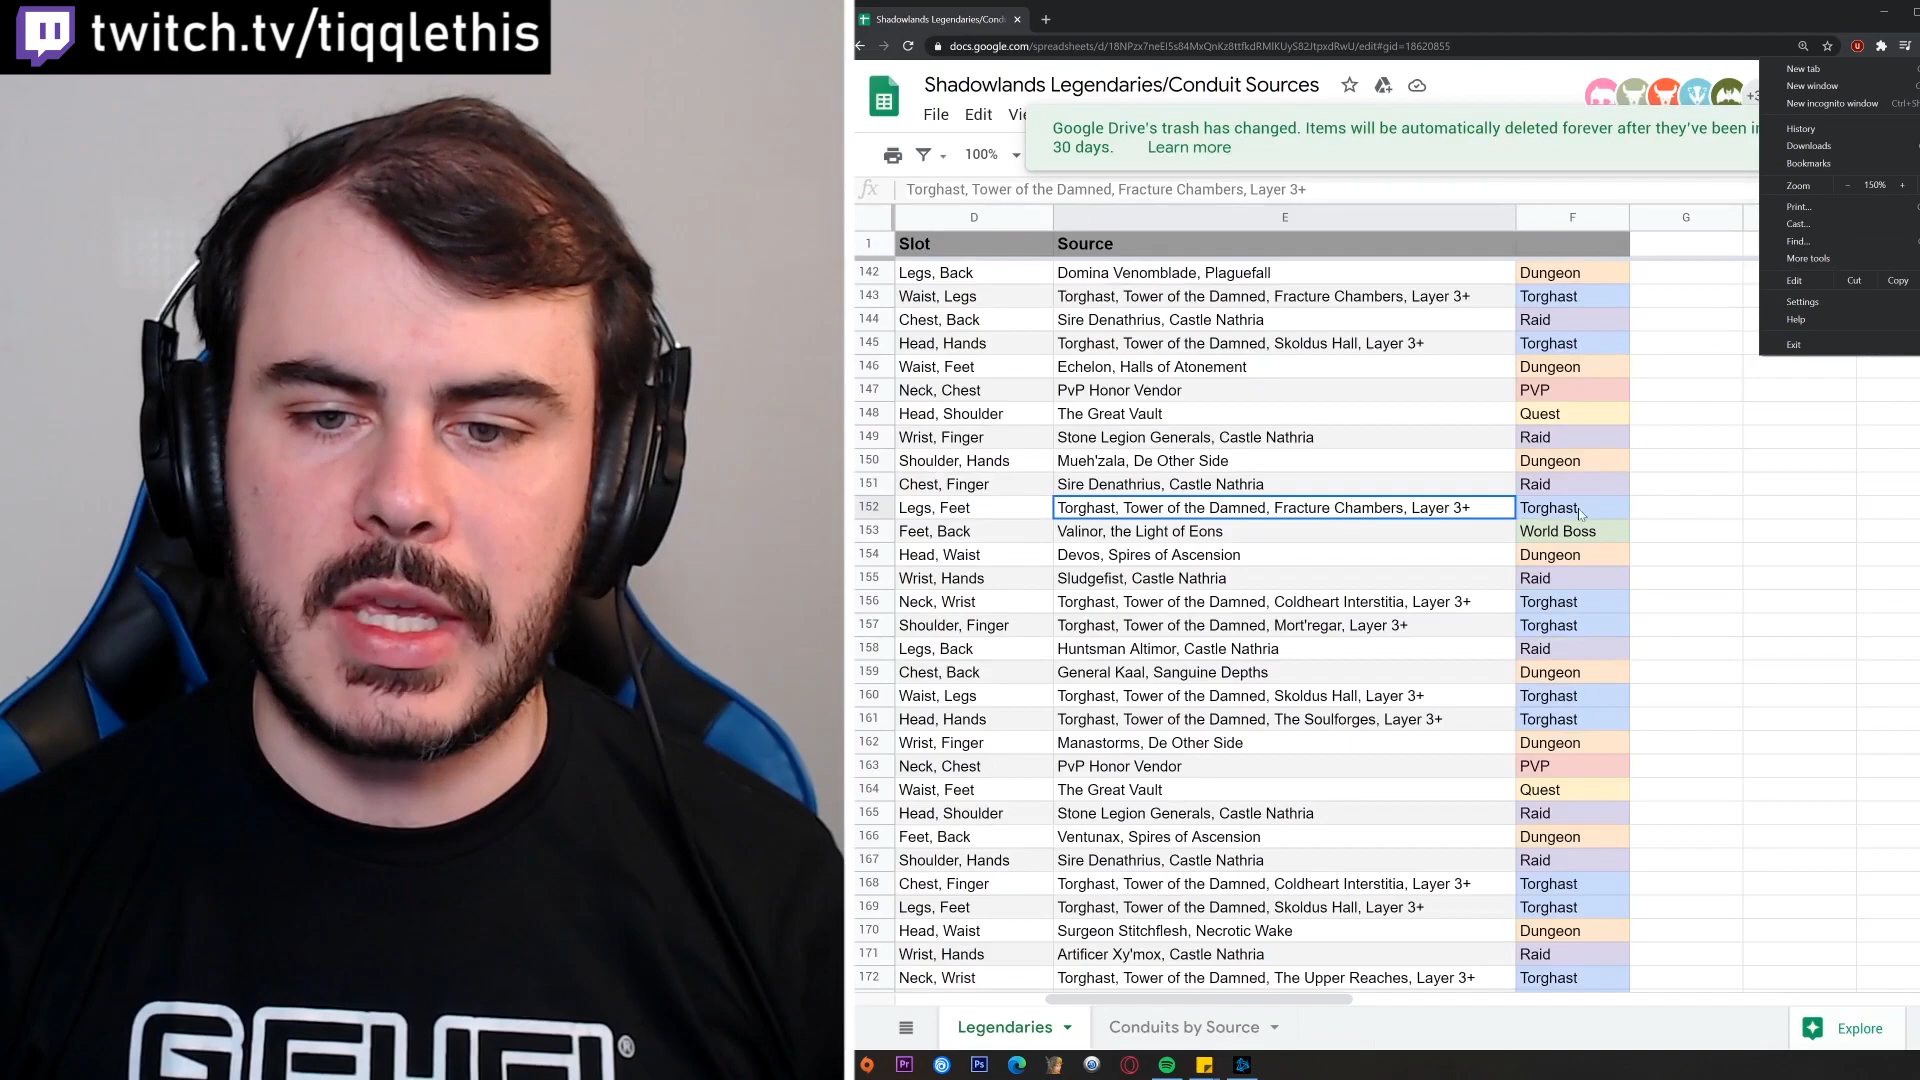 twitch.tv/tiqqlethis
Shadowlands Legendaries/Cond
docs.google.com/spreadsheets/d/18NPzx7neEI5s84MxQnKz8ttfkdRMlKUyS82JtpxdRwU/edit#gid=18620855
Shadowlands Legendaries/Conduit Sources
File Edit
Google Drive's trash has changed. Items will be automatically deleted forever after they've been
30 days. Learn more
100%
fx Torghast, Tower of the Damned, Fracture Chambers, Layer 3+
D E F G
1 Slot Source
142 Legs, Back Domina Venomblade, Plaguefall Dungeon
143 Waist, Legs Torghast, Tower of the Damned, Fracture Chambers, Layer 3+ Torghast
144 Chest, Back Sire Denathrius, Castle Nathria Raid
145 Head, Hands Torghast, Tower of the Damned, Skoldus Hall, Layer 3+ Torghast
146 Waist, Feet Echelon, Halls of Atonement Dungeon
147 Neck, Chest PvP Honor Vendor PVP
148 Head, Shoulder The Great Vault Quest
149 Wrist, Finger Stone Legion Generals, Castle Nathria Raid
150 Shoulder, Hands Mueh'zala, De Other Side Dungeon
151 Chest, Finger Sire Denathrius, Castle Nathria Raid
152 Legs, Feet Torghast, Tower of the Damned, Fracture Chambers, Layer 3+ Torghast
153 Feet, Back Valinor, the Light of Eons World Boss
154 Head, Waist Devos, Spires of Ascension Dungeon
155 Wrist, Hands Sludgefist, Castle Nathria Raid
156 Neck, Wrist Torghast, Tower of the Damned, Coldheart Interstitia, Layer 3+ Torghast
157 Shoulder, Finger Torghast, Tower of the Damned, Mort'regar, Layer 3+ Torghast
158 Legs, Back Huntsman Altimor, Castle Nathria Raid
159 Chest, Back General Kaal, Sanguine Depths Dungeon
160 Waist, Legs Torghast, Tower of the Damned, Skoldus Hall, Layer 3+ Torghast
161 Head, Hands Torghast, Tower of the Damned, The Soulforges, Layer 3+ Torghast
162 Wrist, Finger Manastorms, De Other Side Dungeon
163 Neck, Chest PvP Honor Vendor PVP
164 Waist, Feet The Great Vault Quest
165 Head, Shoulder Stone Legion Generals, Castle Nathria Raid
166 Feet, Back Ventunax, Spires of Ascension Dungeon
167 Shoulder, Hands Sire Denathrius, Castle Nathria Raid
168 Chest, Finger Torghast, Tower of the Damned, Coldheart Interstitia, Layer 3+ Torghast
169 Legs, Feet Torghast, Tower of the Damned, Skoldus Hall, Layer 3+ Torghast
170 Head, Waist Surgeon Stitchflesh, Necrotic Wake Dungeon
171 Wrist, Hands Artificer Xy'mox, Castle Nathria Raid
172 Neck, Wrist Torghast, Tower of the Damned, The Upper Reaches, Layer 3+ Torghast
Legendaries Conduits by Source Explore
New tab
New window
New incognito window
History
Downloads
Bookmarks
Zoom - 150% +
Print...
Cast...
Find...
More tools
Edit Cut Copy
Settings
Help
Exit